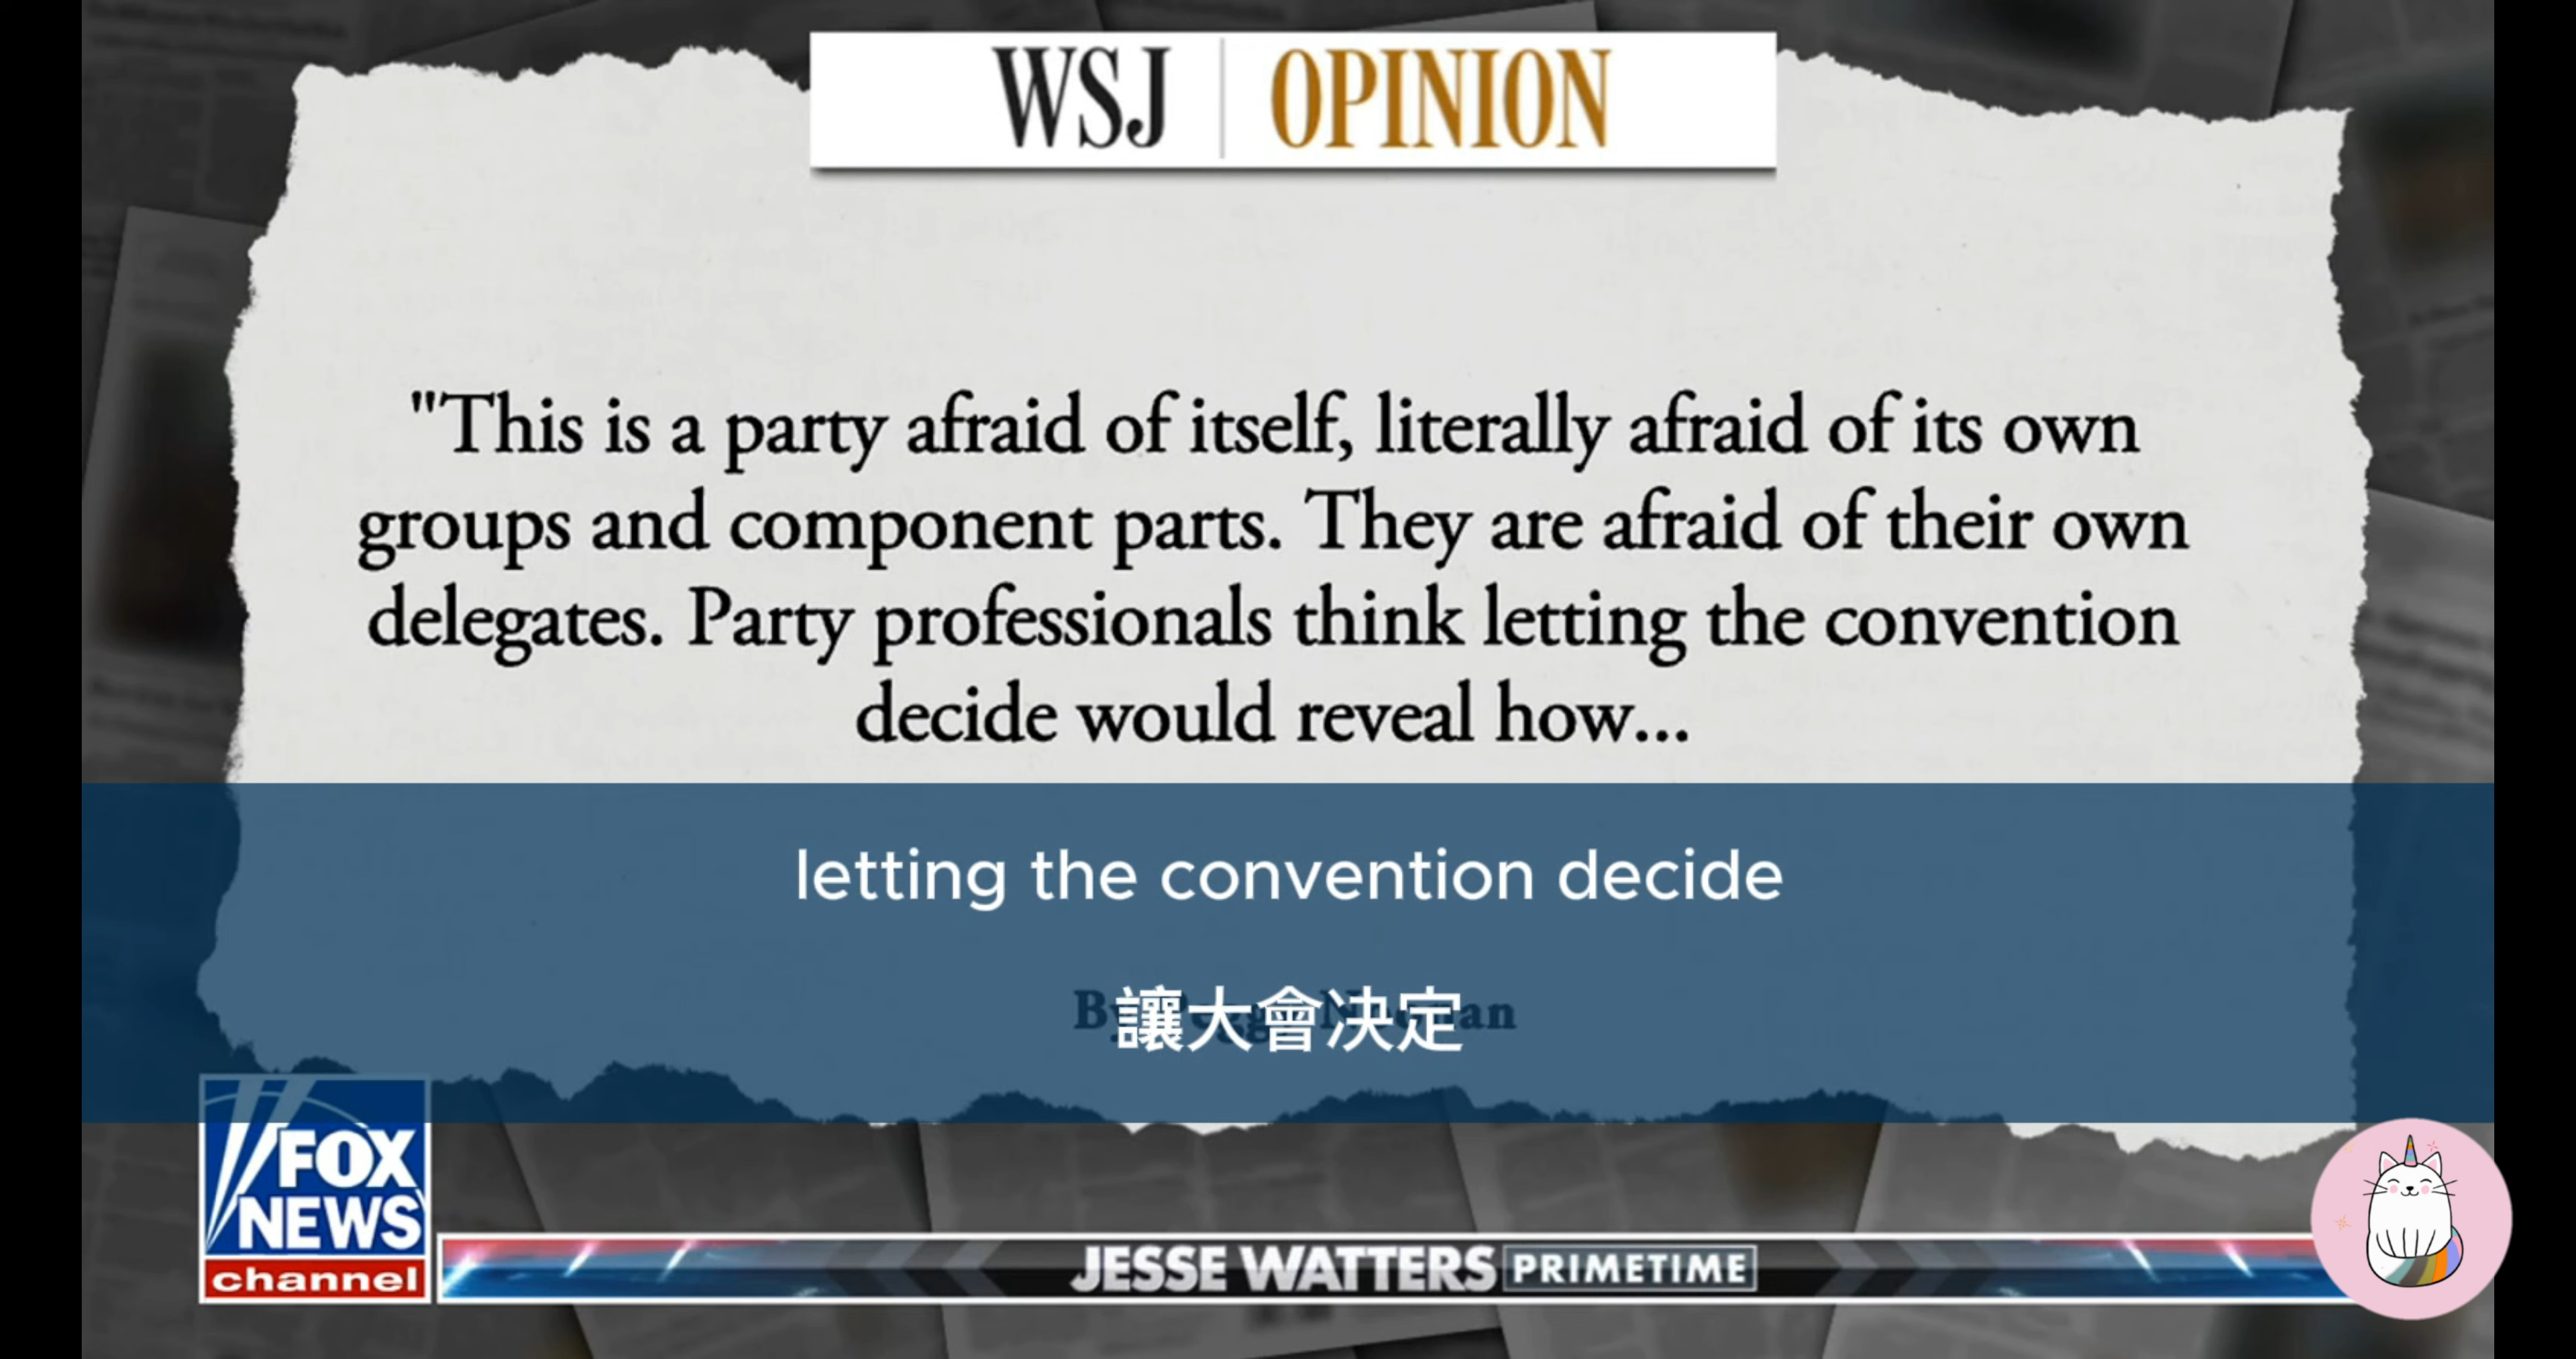 WSJ | OPINION
"This is a party afraid of itself, literally afraid of its own
groups and component parts. They are afraid of their own
delegates. Party professionals think letting the convention
decide would reveal how...
letting the convention decide
讓大會决定
FOX
NEWS
channel
JESSE WATTERS PRIMETIME